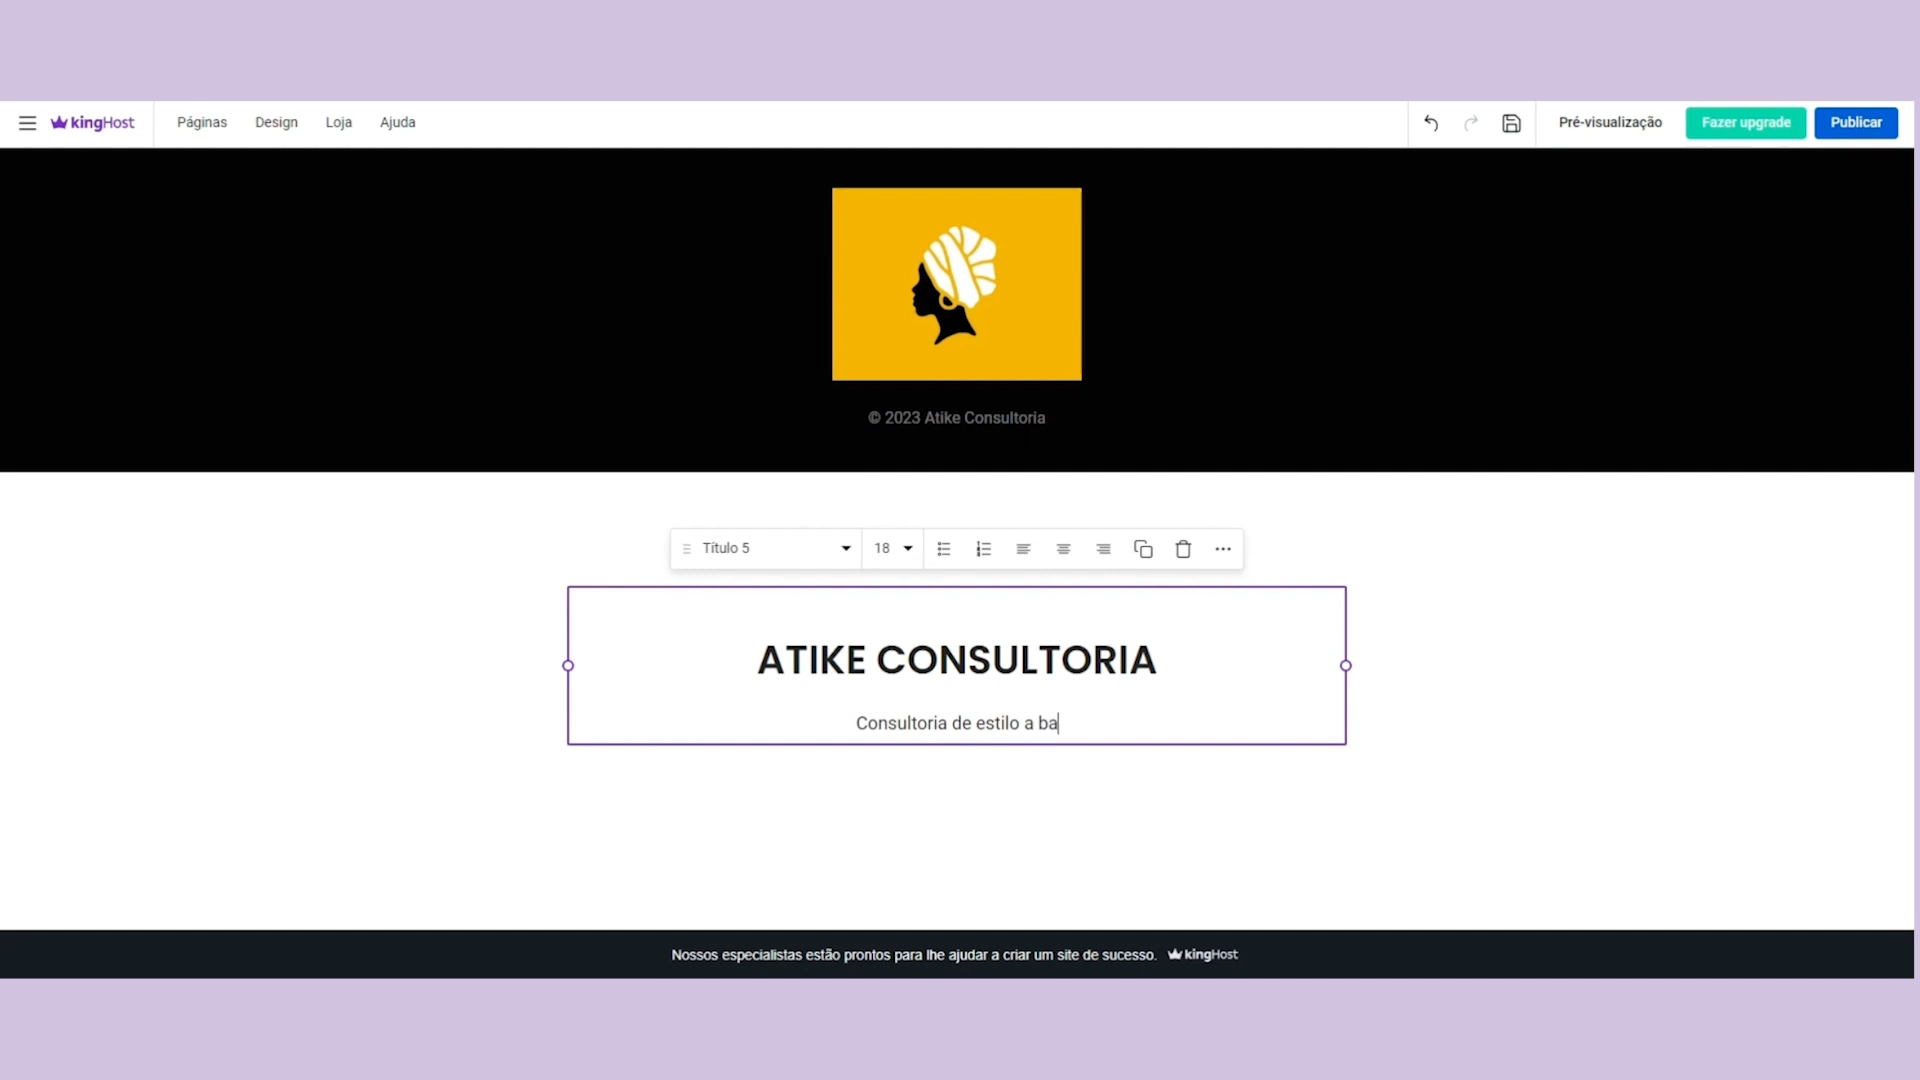 kingHost
Páginas
Design
Loja
Ajuda
Pré-visualização
Fazer upgrade
Publicar
© 2023 Atike Consultoria
Título 5
18
ATIKE CONSULTORIA
Consultoria de estilo a ba
Nossos especialistas estão prontos para lhe ajudar a criar um site de sucesso. kingHost